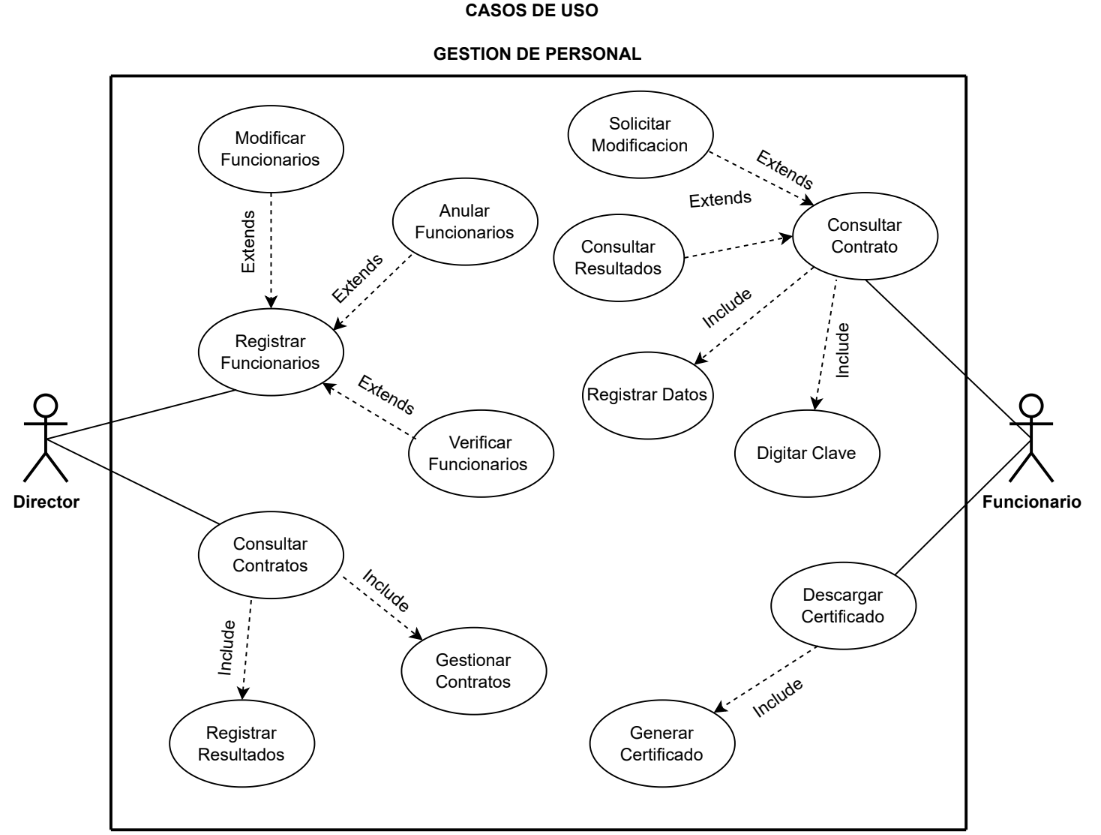 CASOS DE USO
GESTION DE PERSONAL
Modificar
Funcionarios
Solicitar
Modificacion
Extends
Extends
Anular
Funcionarios
Consultar
Contrato
Extends
Consultar
Resultados
Extends
Include
Include
Registrar
Funcionarios
Extends
Registrar Datos
Verificar
Funcionarios
Digitar Clave
Director
Funcionario
Consultar
Contratos
Include
Include
Descargar
Certificado
Gestionar
Contratos
Include
Registrar
Resultados
Generar
Certificado